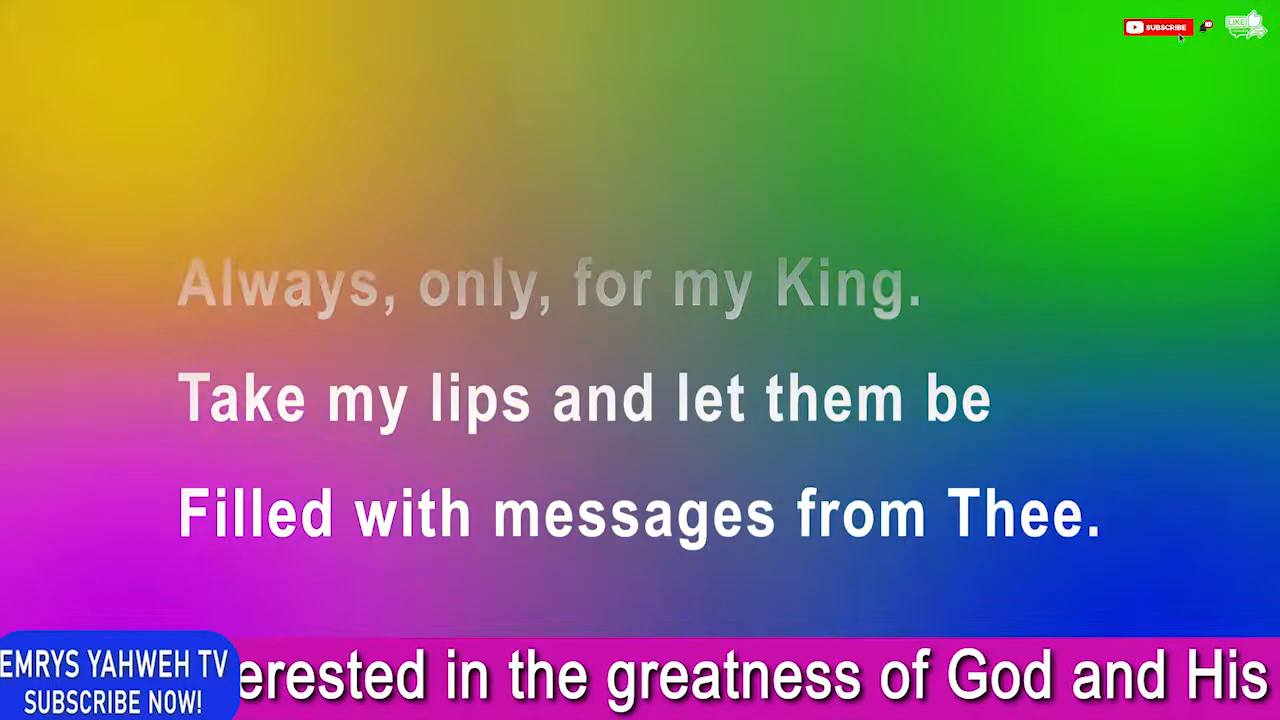 SUBSCRIBE
LIKE
Always, only, for my King.
Take my lips and let them be
Filled with messages from Thee.
EMRYS YAHWEH TV
SUBSCRIBE NOW!
erested in the greatness of God and His